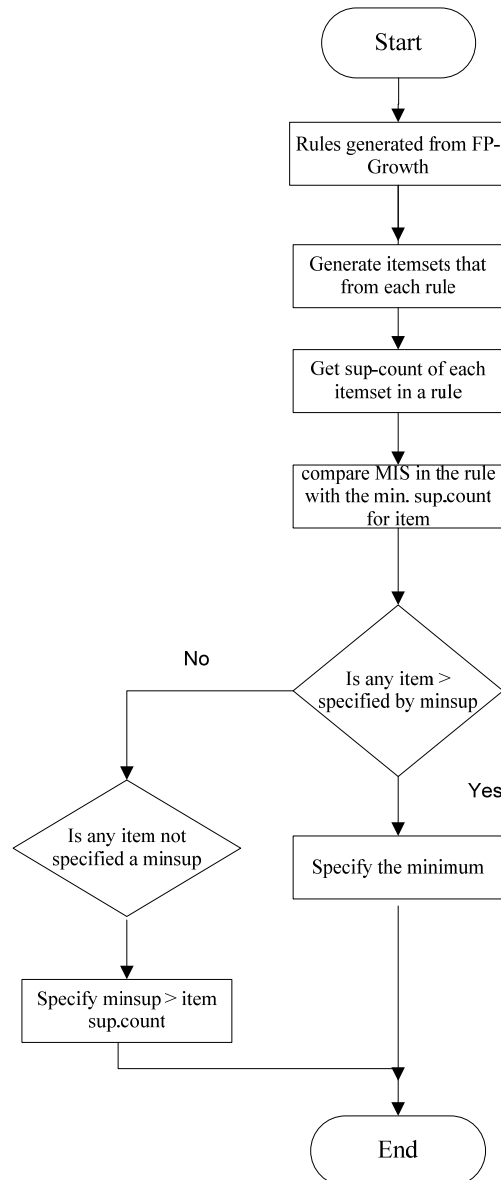 Start
Rules generated from FP-
Growth
Generate itemsets that
from each rule
Get sup-count of each
itemset in a rule
compare MIS in the rule
with the min. sup.count
for item
Is any item >
specified by minsup
No
Yes
Is any item not
specified a minsup
Specify the minimum
Specify minsup > item
sup.count
End